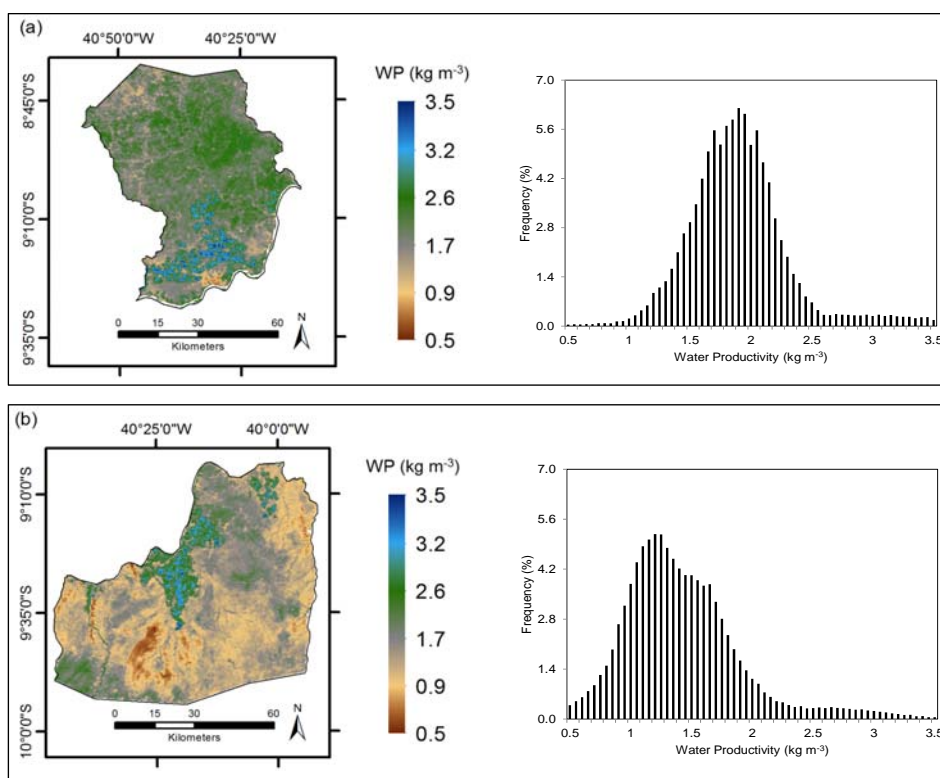 (a)
40°50'0"W 40°25'0"W
8°45'0"S
9°10'0"S
9°35'0"S
0 15 30 60
Kilometers
N
WP (kg m-3)
3.5
3.2
2.6
1.7
0.9
0.5
7.0
5.6
4.2
2.8
1.4
0.0
Frequency (%)
0.5 1 1.5 2 2.5 3 3.5
Water Productivity (kg m-3)
(b)
40°25'0"W 40°0'0"W
9°10'0"S
9°35'0"S
10°0'0"S
0 15 30 60
Kilometers
N
WP (kg m-3)
3.5
3.2
2.6
1.7
0.9
0.5
7.0
5.6
4.2
2.8
1.4
0.0
Frequency (%)
0.5 1 1.5 2 2.5 3 3.5
Water Productivity (kg m-3)